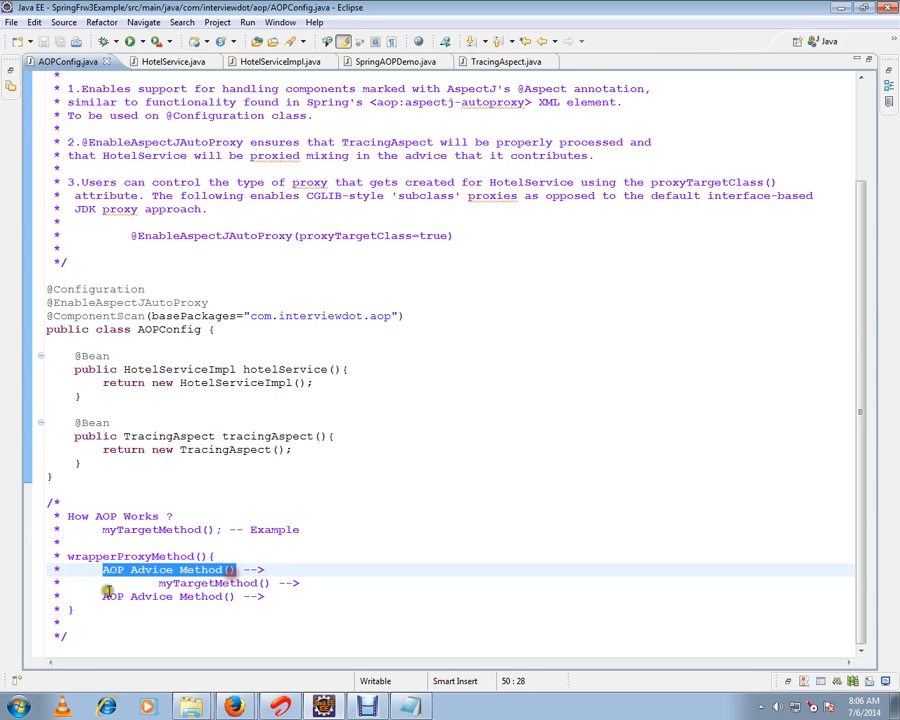 Java EE - SpringFrw3Example/src/main/java/com/interviewdot/aop/AOPConfig.java - Eclipse
File Edit Source Refactor Navigate Search Project Run Window Help
Java
AOPConfig.java HotelService.java HotelServiceImpl.java SpringAOPDemo.java TracingAspect.java
*
* 1.Enables support for handling components marked with AspectJ's @Aspect annotation,
* similar to functionality found in Spring's <aop:aspectj-autoproxy> XML element.
* To be used on @Configuration class.
*
* 2.@EnableAspectJAutoProxy ensures that TracingAspect will be properly processed and
* that HotelService will be proxied mixing in the advice that it contributes.
*
* 3.Users can control the type of proxy that gets created for HotelService using the proxyTargetClass()
* attribute. The following enables CGLIB-style 'subclass' proxies as opposed to the default interface-based
* JDK proxy approach.
*
* @EnableAspectJAutoProxy(proxyTargetClass=true)
*
*/
@Configuration
@EnableAspectJAutoProxy
@ComponentScan(basePackages="com.interviewdot.aop")
public class AOPConfig {
@Bean
public HotelServiceImpl hotelService(){
return new HotelServiceImpl();
}
@Bean
public TracingAspect tracingAspect(){
return new TracingAspect();
}
}
/*
* How AOP Works ?
* myTargetMethod(); -- Example
*
* wrapperProxyMethod(){
* AOP Advice Method() -->
* myTargetMethod() -->
* AOP Advice Method() -->
* }
*
*/
Writable Smart Insert 50 : 28
8:06 AM
7/6/2014